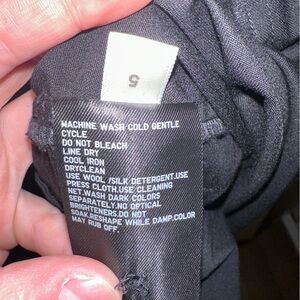 5
MACHINE WASH COLD GENTLE
CYCLE
DO NOT BLEACH
LINE DRY
COOL IRON
DRYCLEAN
USE WOOL /SILK DETERGENT.USE
PRESS CLOTH.USE CLEANING
NET.WASH DARK COLORS
SEPARATELY.NO OPTICAL
BRIGHTENERS.DO NOT
SOAK.RESHAPE WHILE DAMP.COLOR
MAY RUB OFF.